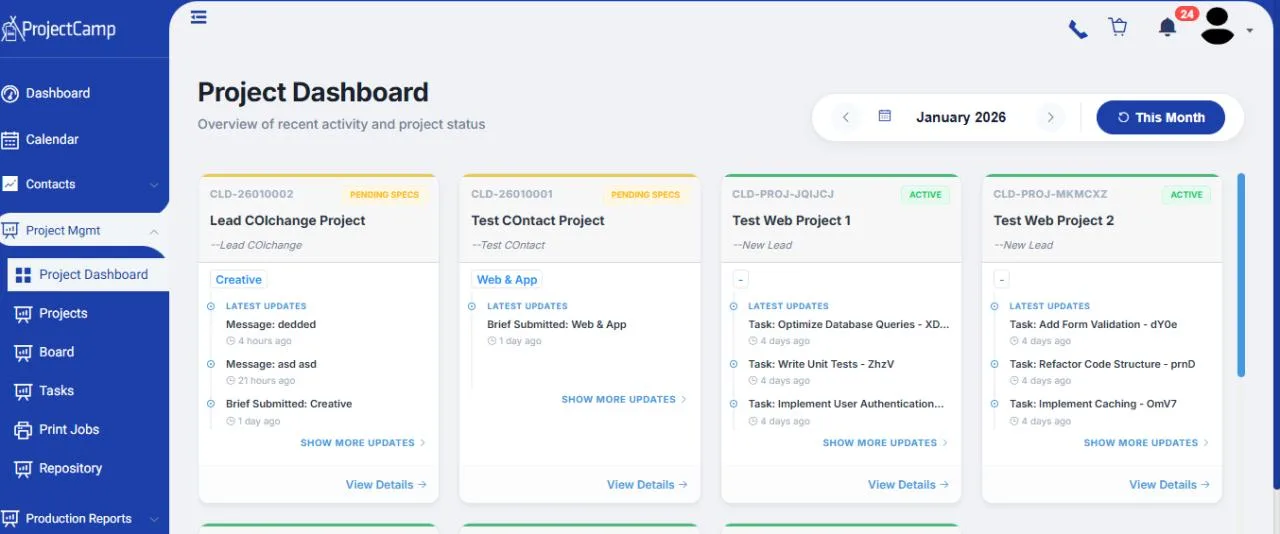 ProjectCamp
24
Dashboard
Calendar
Contacts
Project Mgmt
Project Dashboard
Projects
Board
Tasks
Print Jobs
Repository
Production Reports
Project Dashboard
Overview of recent activity and project status
January 2026
This Month
CLD-26010002 PENDING SPECS
Lead COIchange Project
--Lead COIchange
Creative
LATEST UPDATES
Message: dedded
4 hours ago
Message: asd asd
21 hours ago
Brief Submitted: Creative
1 day ago
SHOW MORE UPDATES
View Details
CLD-26010001 PENDING SPECS
Test COntact Project
--Test COntact
Web & App
LATEST UPDATES
Brief Submitted: Web & App
1 day ago
SHOW MORE UPDATES
View Details
CLD-PROJ-JQIJCJ ACTIVE
Test Web Project 1
--New Lead
-
LATEST UPDATES
Task: Optimize Database Queries - XD...
4 days ago
Task: Write Unit Tests - ZhzV
4 days ago
Task: Implement User Authentication...
4 days ago
SHOW MORE UPDATES
View Details
CLD-PROJ-MKMCXZ ACTIVE
Test Web Project 2
--New Lead
-
LATEST UPDATES
Task: Add Form Validation - dY0e
4 days ago
Task: Refactor Code Structure - prnD
4 days ago
Task: Implement Caching - OmV7
4 days ago
SHOW MORE UPDATES
View Details